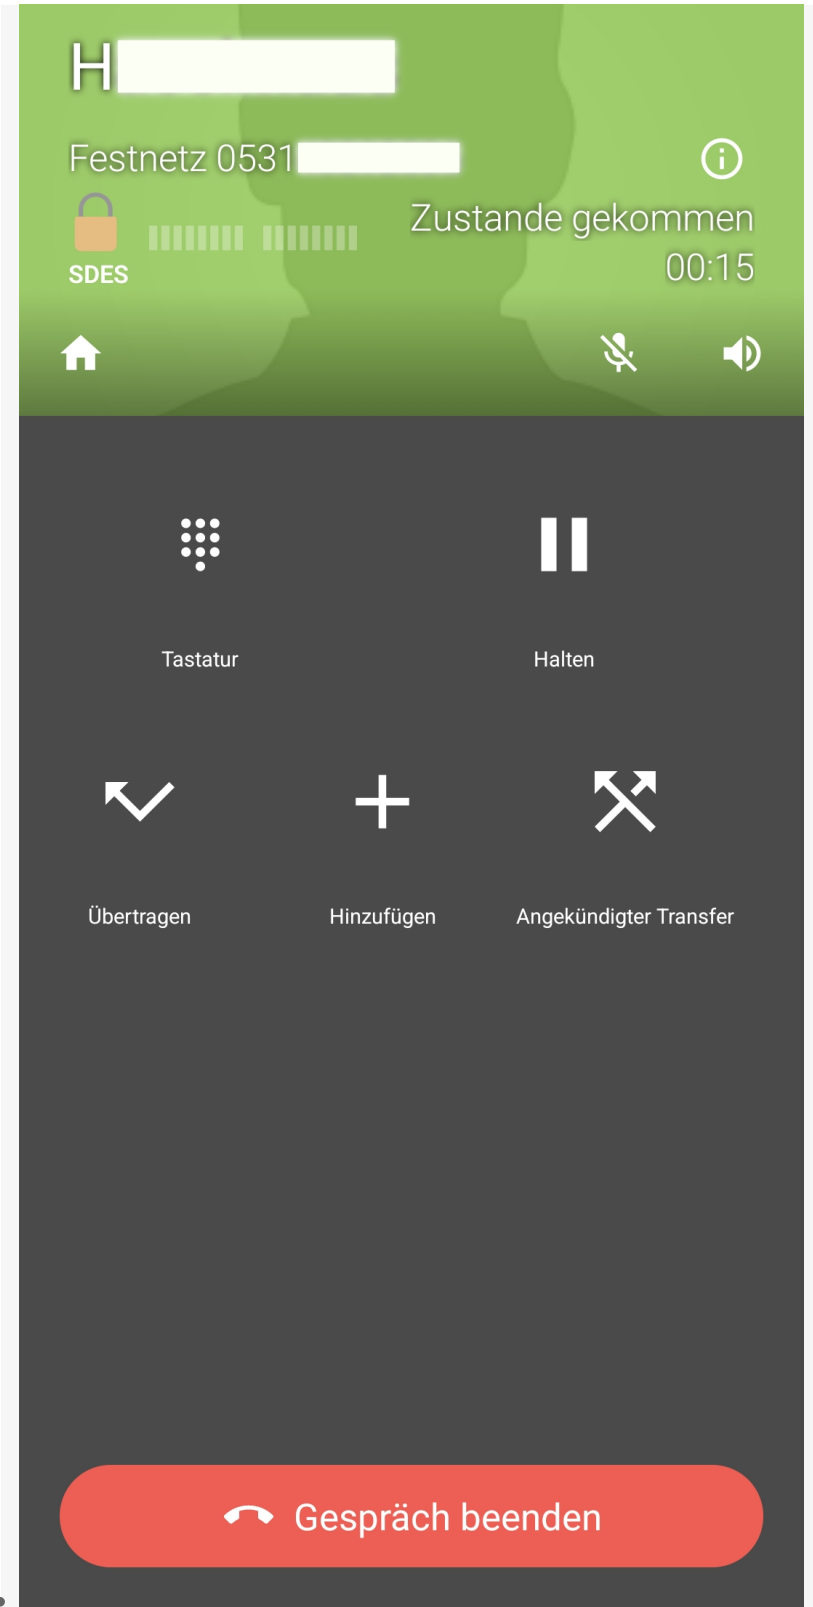 H
Festnetz 0531
Zustande gekommen
SDES
00:15
Tastatur
Halten
Übertragen
Hinzufügen
Angekündigter Transfer
Gespräch beenden